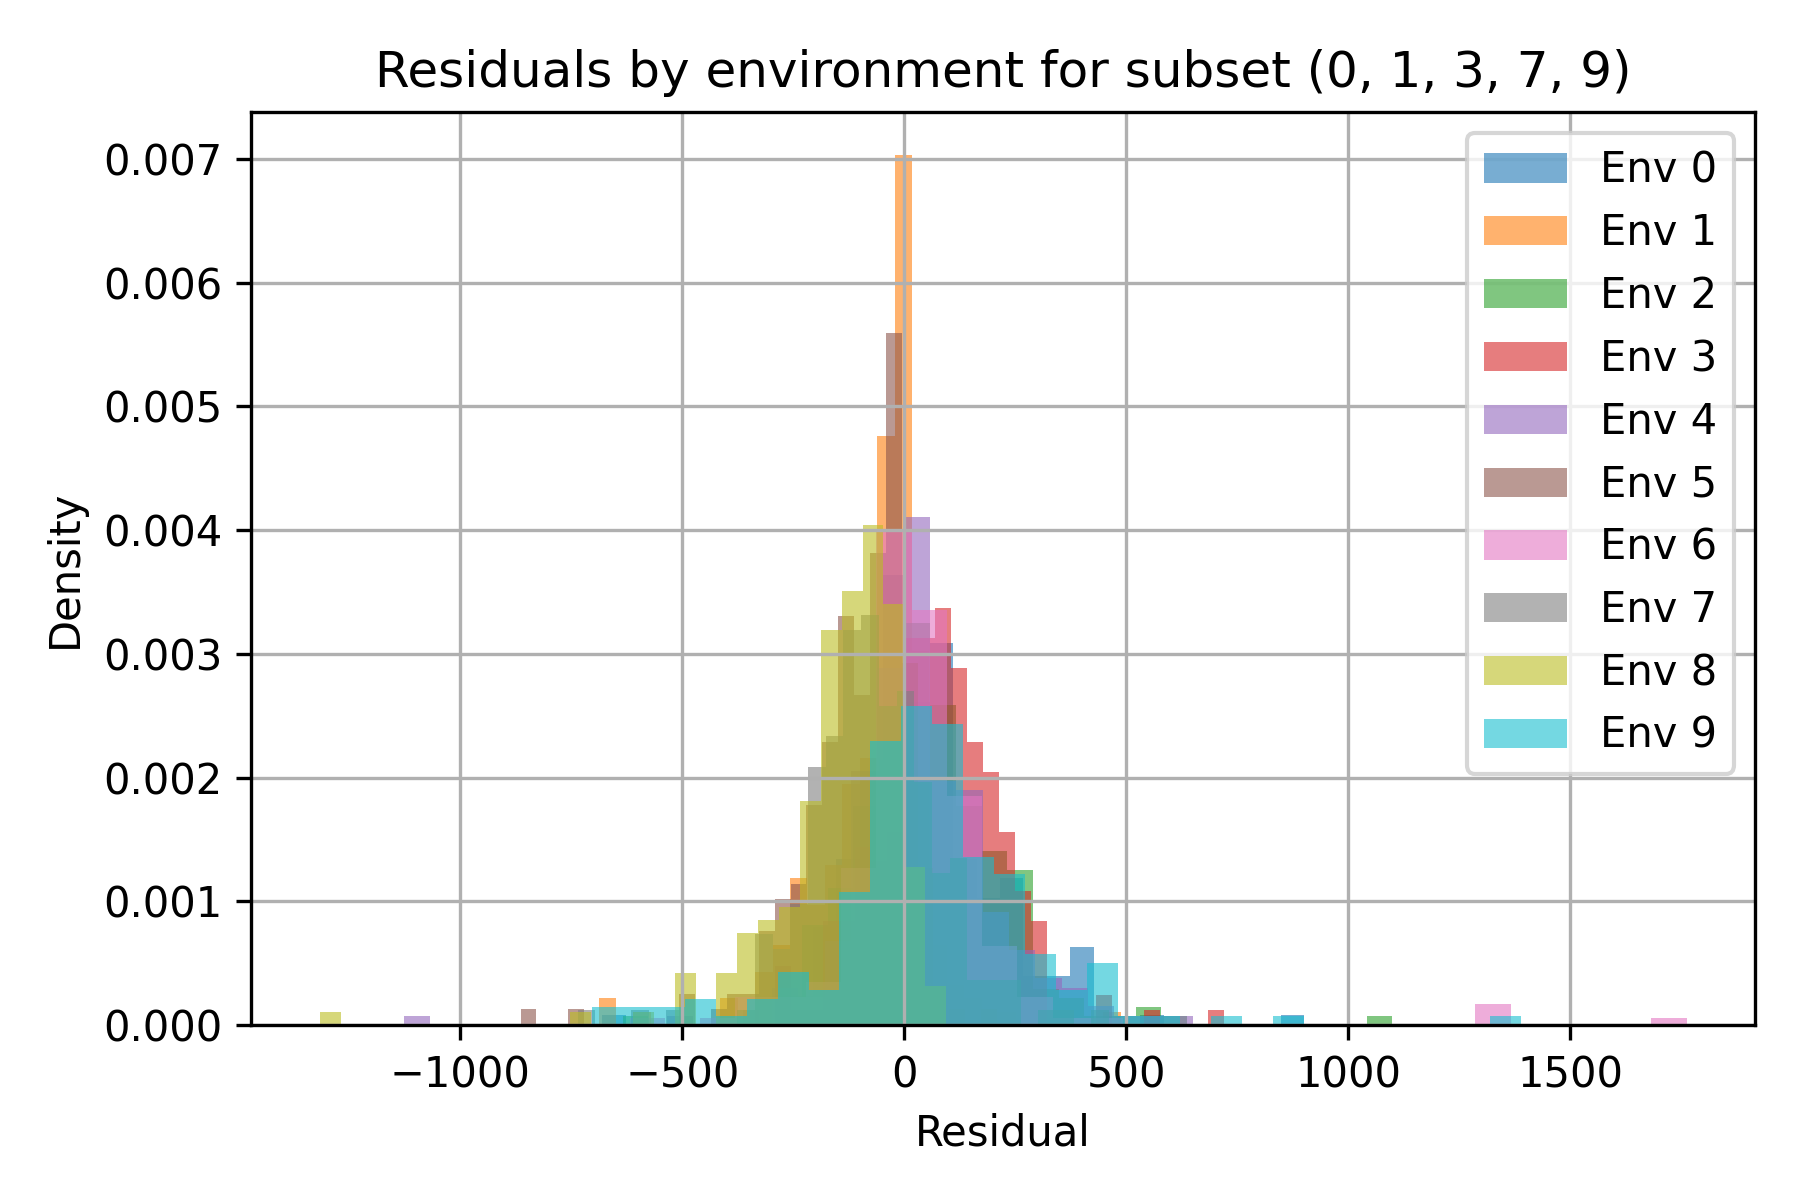 Residuals by environment for subset (0, 1, 3, 7, 9)
0.007
0.006
0.005
0.004
0.003
0.002
0.001
0.000
Density
−1000
−500
0
500
1000
1500
Residual
Env 0
Env 1
Env 2
Env 3
Env 4
Env 5
Env 6
Env 7
Env 8
Env 9